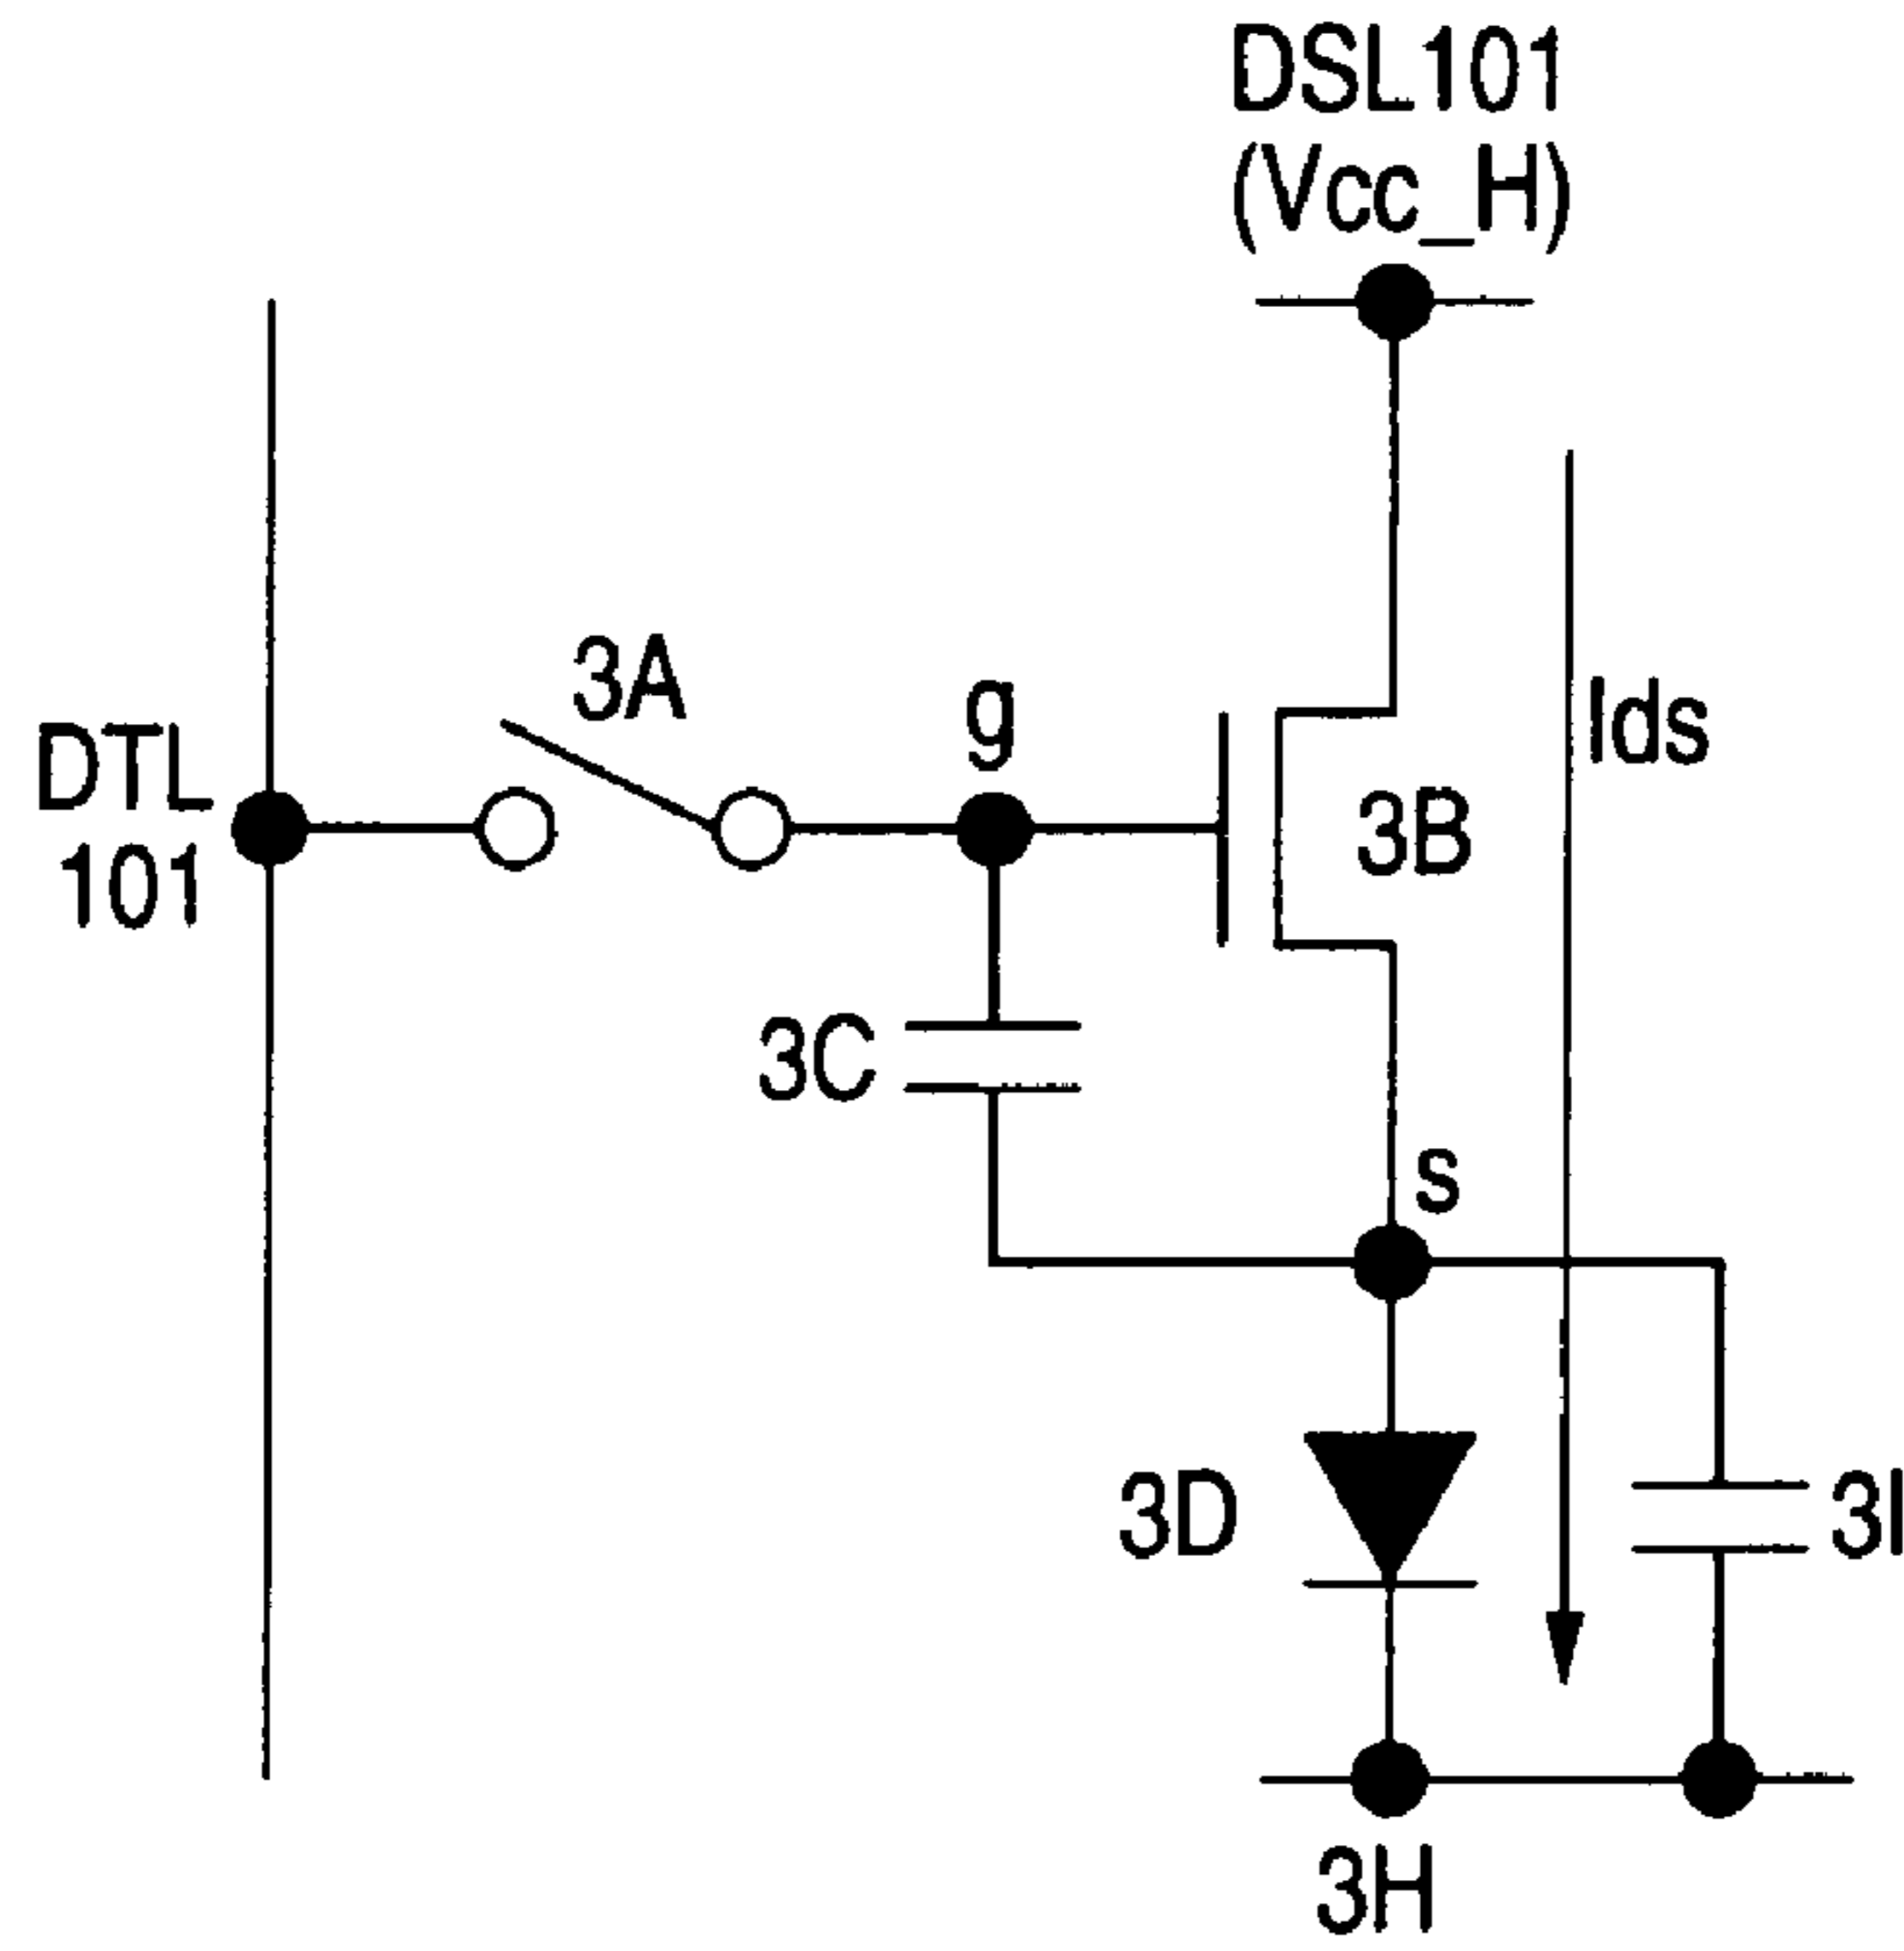 DSL101
(Vcc_H)
3A
g
Ids
DTL
101
3B
3C
s
3D
3I
3H